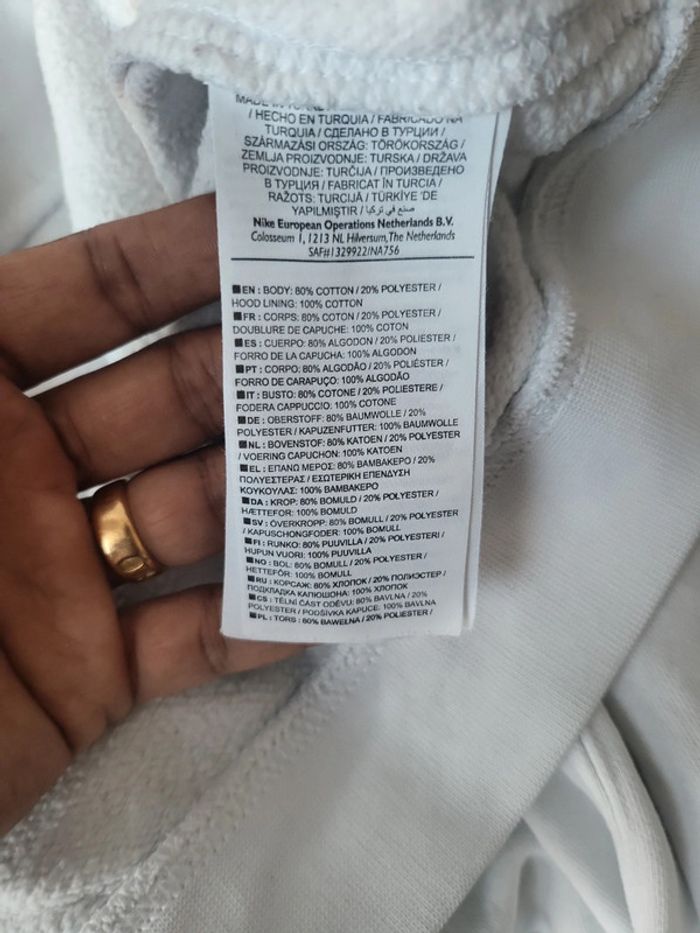 MADE IN
/ HECHO EN TURQUIA / FABRICADO NA
TURQUIA / СДЕЛАНО В ТУРЦИИ /
SZÁRMAZÁSI ORSZÁG: TÖRÖKORSZÁG /
ZEMLJA PROIZVODNJE: TURSKA / DRŽAVA
PROIZVODNJE: TURČIJA / ПРОИЗВЕДЕНО
В ТУРЦИЯ / FABRICAT ÎN TURCIA /
RAŽOTS: TURCIJĀ / TÜRKİYE 'DE
YAPILMIŞTIR / صنع في تركيا
Nike European Operations Netherlands B.V.
Colosseum 1, 1213 NL Hilversum, The Netherlands
SAF#1329922/NA756
■ EN : BODY: 80% COTTON / 20% POLYESTER /
HOOD LINING: 100% COTTON
■ FR : CORPS: 80% COTON / 20% POLYESTER /
DOUBLURE DE CAPUCHE: 100% COTON
■ ES : CUERPO: 80% ALGODON / 20% POLIESTER /
FORRO DE LA CAPUCHA: 100% ALGODON
■ PT : CORPO: 80% ALGODÃO / 20% POLIÉSTER /
FORRO DE CARAPUÇO: 100% ALGODÃO
■ IT : BUSTO: 80% COTONE / 20% POLIESTERE /
FODERA CAPPUCCIO: 100% COTONE
■ DE : OBERSTOFF: 80% BAUMWOLLE / 20%
POLYESTER / KAPUZENFUTTER: 100% BAUMWOLLE
■ NL : BOVENSTOF: 80% KATOEN / 20% POLYESTER
/ VOERING CAPUCHON: 100% KATOEN
■ EL : ΕΠΑΝΩ ΜΕΡΟΣ: 80% ΒΑΜΒΑΚΕΡΟ / 20%
ΠΟΛΥΕΣΤΕΡΑΣ / ΕΣΩΤΕΡΙΚΗ ΕΠΕΝΔΥΣΗ
ΚΟΥΚΟΥΛΑΣ: 100% ΒΑΜΒΑΚΕΡΟ
■ DA : KROP: 80% BOMULD / 20% POLYESTER /
HÆTTEFOR: 100% BOMULD
■ SV : ÖVERKROPP: 80% BOMULL / 20% POLYESTER
/ KAPUSCHONGFODER: 100% BOMULL
■ FI : RUNKO: 80% PUUVILLA / 20% POLYESTERI /
HUPUN VUORI: 100% PUUVILLA
■ NO : BOL: 80% BOMULL / 20% POLYESTER /
HETTEFÔR: 100% BOMULL
■ RU : КОРСАЖ: 80% ХЛОПОК / 20% ПОЛИЭСТЕР /
ПОДКЛАДКА КАПЮШОНА: 100% ХЛОПОК
■ CS : TĚLNÍ ČÁST ODĚVU: 80% BAVLNA / 20%
POLYESTER / PODŠÍVKA KAPUCE: 100% BAVLNA
■ PL : TORS : 80% BAWEŁNA / 20% POLIESTER /